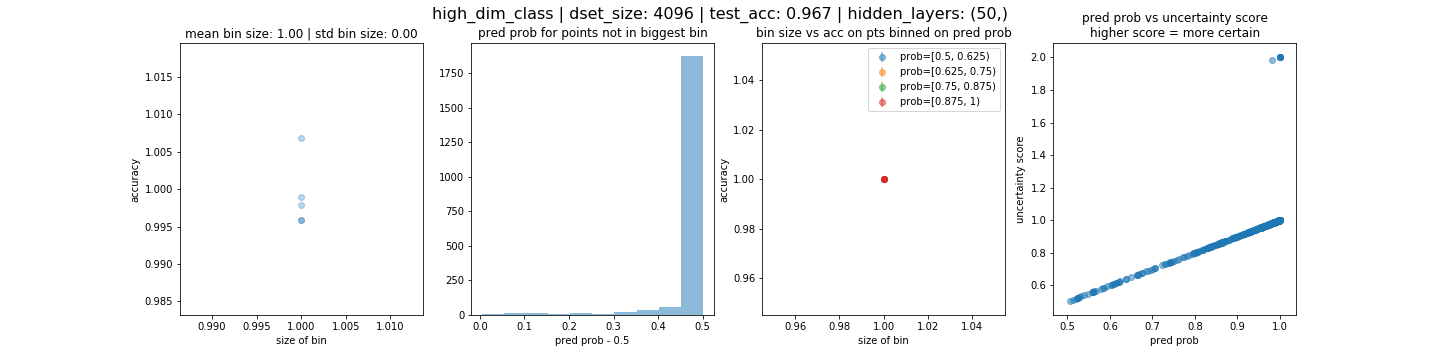 high_dim_class | dset_size: 4096 | test_acc: 0.967 | hidden_layers: (50,)
mean bin size: 1.00 | std bin size: 0.00
1.015
1.010
1.005
1.000
0.995
0.990
0.985
accuracy
0.990
0.995
1.000
1.005
1.010
size of bin
pred prob for points not in biggest bin
1750
1500
1250
1000
750
500
250
0
0.0
0.1
0.2
0.3
0.4
0.5
pred prob - 0.5
bin size vs acc on pts binned on pred prob
prob=[0.5, 0.625)
prob=[0.625, 0.75)
prob=[0.75, 0.875)
prob=[0.875, 1)
1.04
1.02
1.00
0.98
0.96
accuracy
0.96
0.98
1.00
1.02
1.04
size of bin
pred prob vs uncertainty score
higher score = more certain
2.0
1.8
1.6
1.4
1.2
1.0
0.8
0.6
uncertainty score
0.5
0.6
0.7
0.8
0.9
1.0
pred prob